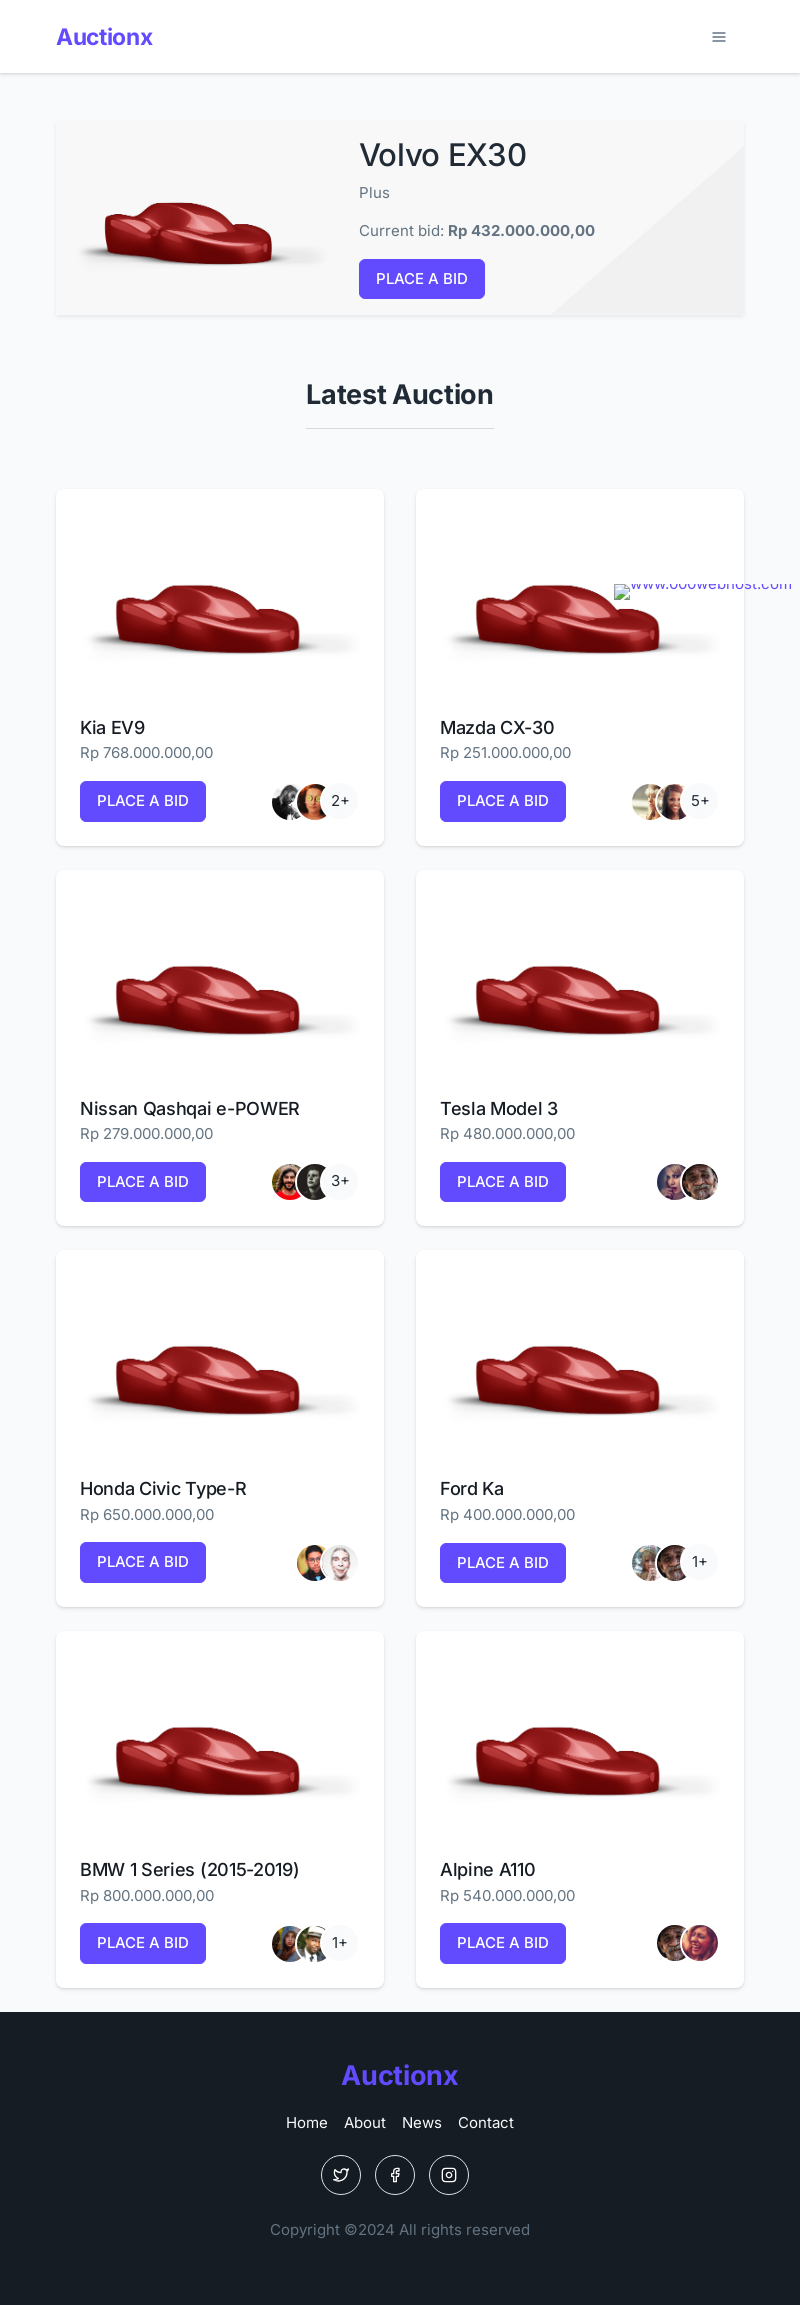 Auctionx
Volvo EX30
Plus
Current bid: Rp 432.000.000,00
PLACE A BID
Latest Auction
www.000webhost.com
Kia EV9
Rp 768.000.000,00
PLACE A BID
2+
Mazda CX-30
Rp 251.000.000,00
PLACE A BID
5+
Nissan Qashqai e-POWER
Rp 279.000.000,00
PLACE A BID
3+
Tesla Model 3
Rp 480.000.000,00
PLACE A BID
Honda Civic Type-R
Rp 650.000.000,00
PLACE A BID
Ford Ka
Rp 400.000.000,00
PLACE A BID
1+
BMW 1 Series (2015-2019)
Rp 800.000.000,00
PLACE A BID
1+
Alpine A110
Rp 540.000.000,00
PLACE A BID
Auctionx
Home About News Contact
Copyright ©2024 All rights reserved